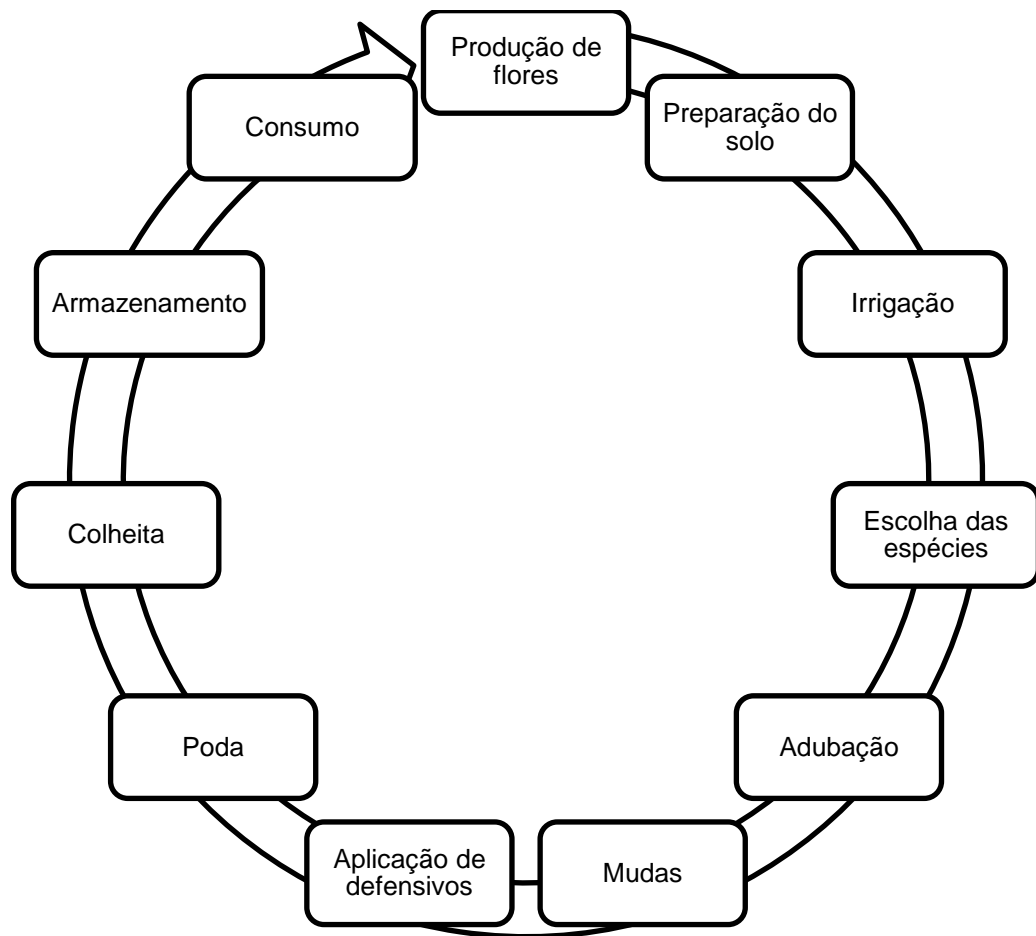 Produção de
flores
Preparação do
solo
Irrigação
Escolha das
espécies
Adubação
Mudas
Aplicação de
defensivos
Poda
Colheita
Armazenamento
Consumo